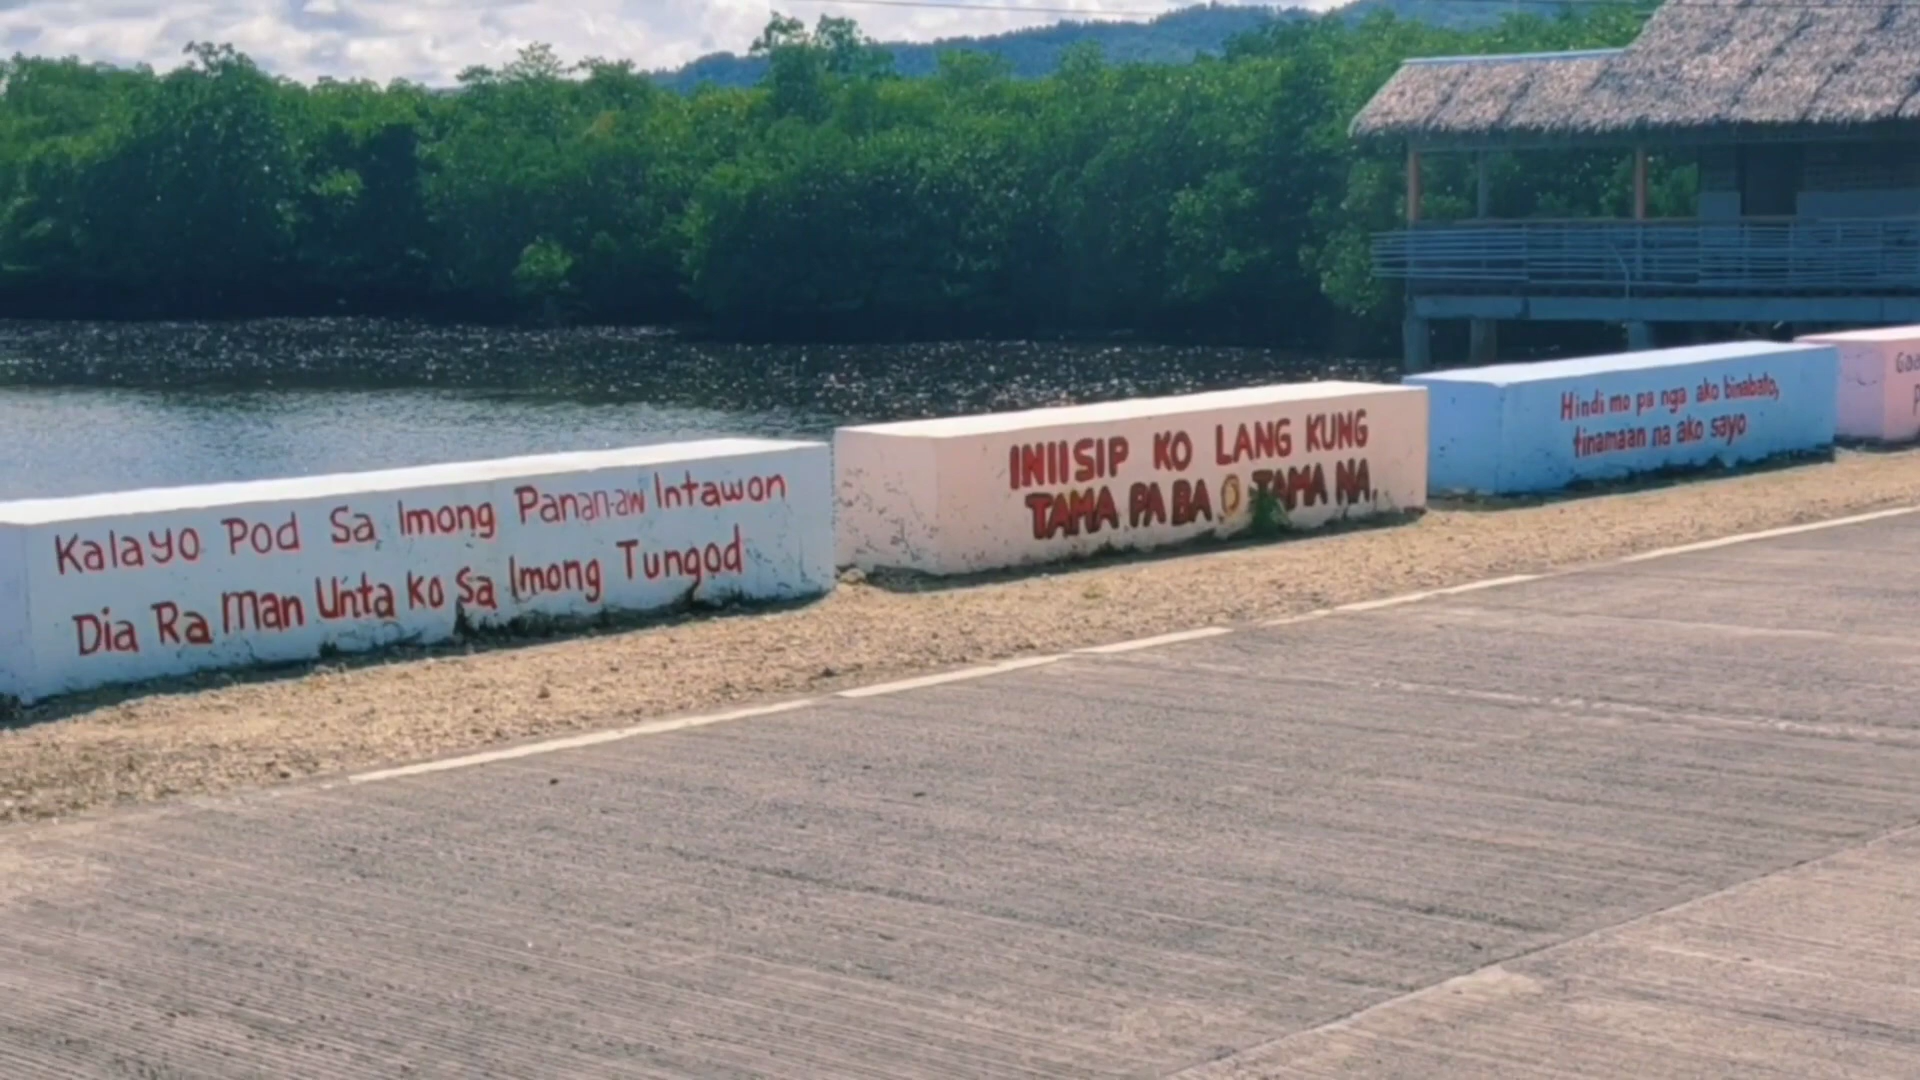 Kalayo Pod Sa Imong Panan-aw Intawon
Dia Ra Man Unta Ko Sa Imong Tungod
INIISIP KO LANG KUNG
TAMA PA BA O TAMA NA.
Hindi mo pa nga ako binabato,
tinamaan na ako sayo